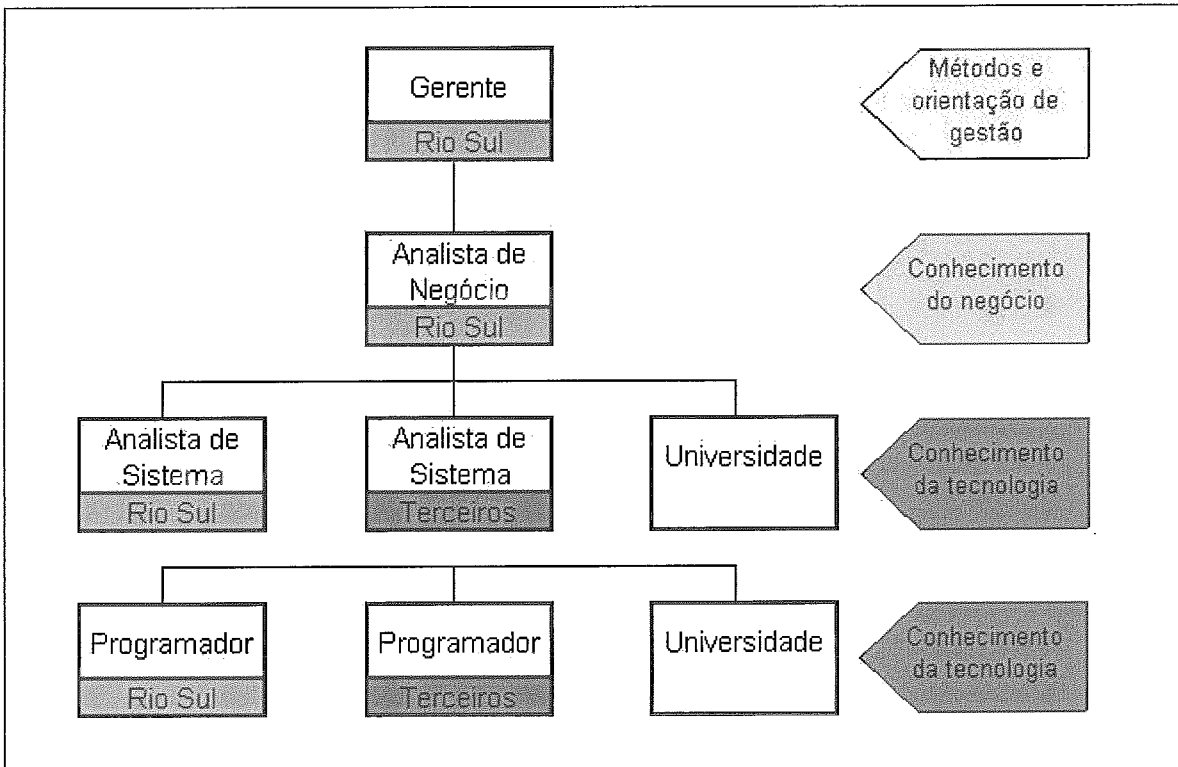 Gerente
Rio Sul
Métodos e
orientação de
gestão
Analista de
Negócio
Rio Sul
Conhecimento
do negócio
Analista de
Sistema
Rio Sul
Analista de
Sistema
Terceiros
Universidade
Conhecimento
da tecnologia
Programador
Rio Sul
Programador
Terceiros
Universidade
Conhecimento
da tecnologia